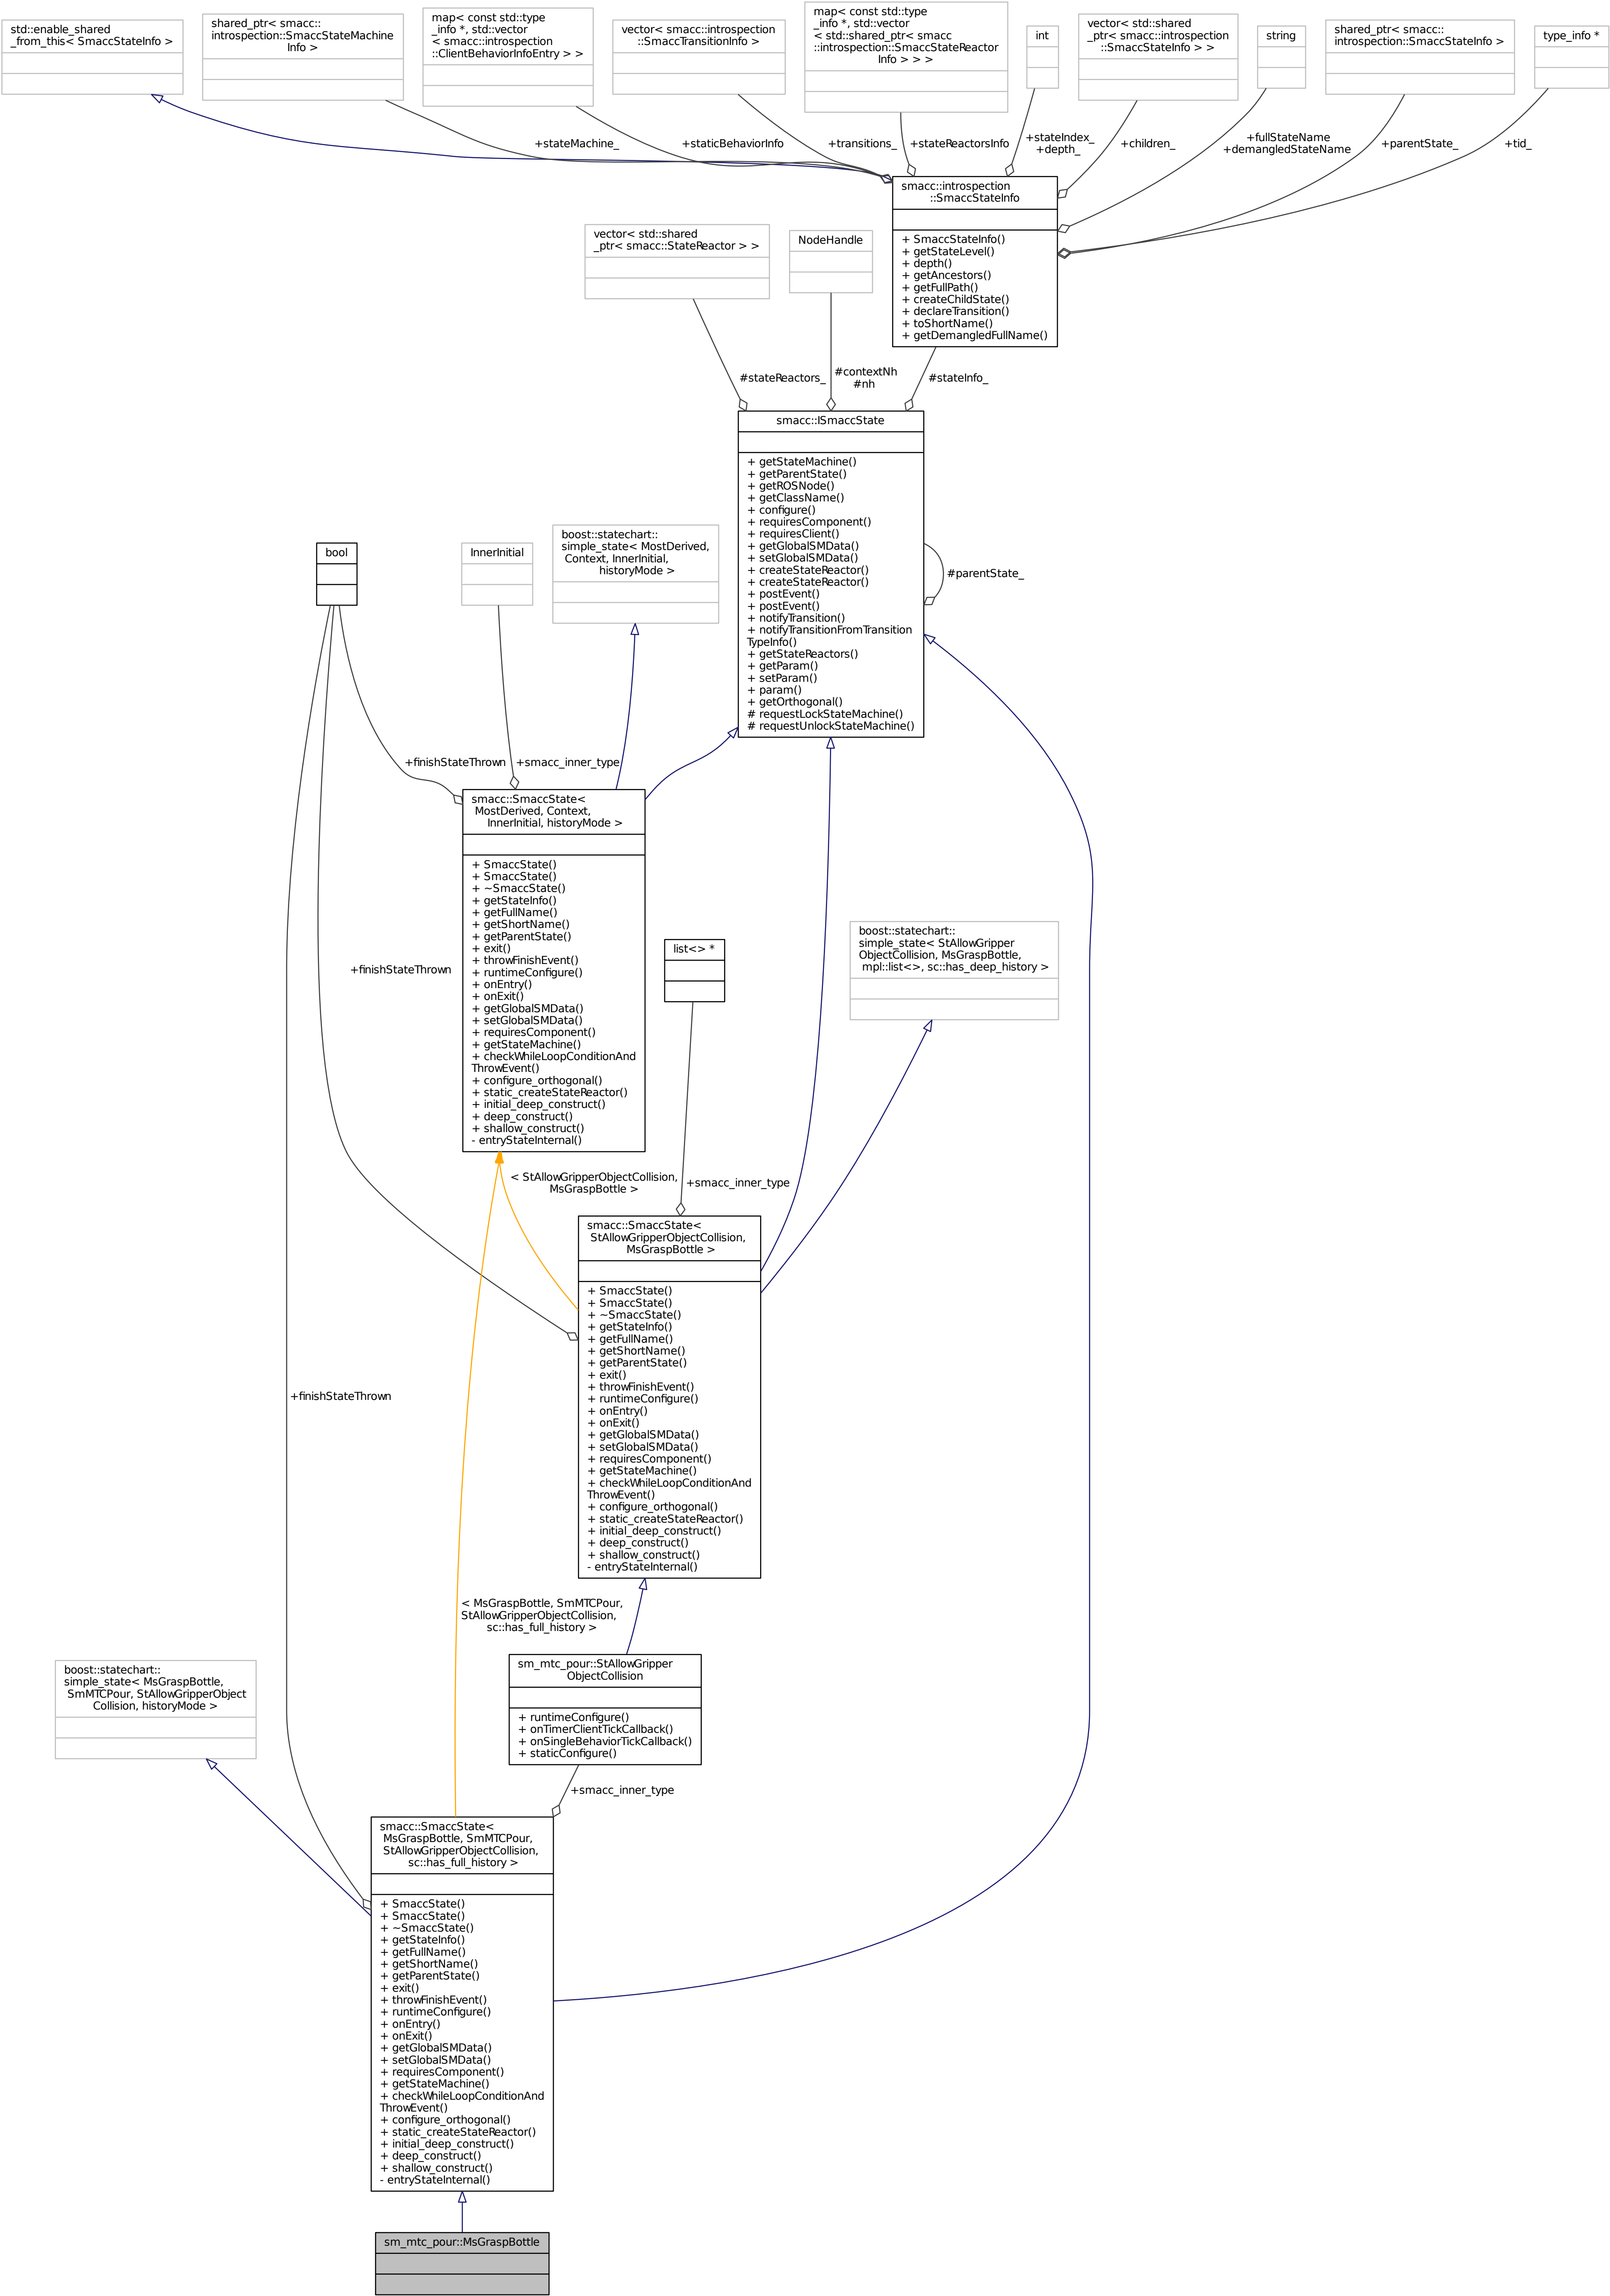 std::enable_shared
_from_this< SmaccStateInfo >
shared_ptr< smacc::
introspection::SmaccStateMachine
Info >
map< const std::type
_info *, std::vector
< smacc::introspection
::ClientBehaviorInfoEntry > >
vector< smacc::introspection
::SmaccTransitionInfo >
map< const std::type
_info *, std::vector
< std::shared_ptr< smacc
::introspection::SmaccStateReactor
Info > > >
int
vector< std::shared
_ptr< smacc::introspection
::SmaccStateInfo > >
string
shared_ptr< smacc::
introspection::SmaccStateInfo >
type_info *
+stateMachine_
+staticBehaviorInfo
+transitions_
+stateReactorsInfo
+stateIndex_
+depth_
+children_
+fullStateName
+demangledStateName
+parentState_
+tid_
smacc::introspection
::SmaccStateInfo
+ SmaccStateInfo()
+ getStateLevel()
+ depth()
+ getAncestors()
+ getFullPath()
+ createChildState()
+ declareTransition()
+ toShortName()
+ getDemangledFullName()
vector< std::shared
_ptr< smacc::StateReactor > >
NodeHandle
#stateReactors_
#contextNh
#nh
#stateInfo_
smacc::ISmaccState
+ getStateMachine()
+ getParentState()
+ getROSNode()
+ getClassName()
+ configure()
+ requiresComponent()
+ requiresClient()
+ getGlobalSMData()
+ setGlobalSMData()
+ createStateReactor()
+ createStateReactor()
+ postEvent()
+ postEvent()
+ notifyTransition()
+ notifyTransitionFromTransition
TypeInfo()
+ getStateReactors()
+ getParam()
+ setParam()
+ param()
+ getOrthogonal()
# requestLockStateMachine()
# requestUnlockStateMachine()
#parentState_
bool
InnerInitial
boost::statechart::
simple_state< MostDerived,
Context, InnerInitial,
historyMode >
+finishStateThrown
+smacc_inner_type
smacc::SmaccState<
MostDerived, Context,
InnerInitial, historyMode >
+ SmaccState()
+ SmaccState()
+ ~SmaccState()
+ getStateInfo()
+ getFullName()
+ getShortName()
+ getParentState()
+ exit()
+ throwFinishEvent()
+ runtimeConfigure()
+ onEntry()
+ onExit()
+ getGlobalSMData()
+ setGlobalSMData()
+ requiresComponent()
+ getStateMachine()
+ checkWhileLoopConditionAnd
ThrowEvent()
+ configure_orthogonal()
+ static_createStateReactor()
+ initial_deep_construct()
+ deep_construct()
+ shallow_construct()
- entryStateInternal()
+finishStateThrown
list<> *
boost::statechart::
simple_state< StAllowGripper
ObjectCollision, MsGraspBottle,
mpl::list<>, sc::has_deep_history >
< StAllowGripperObjectCollision,
MsGraspBottle >
+smacc_inner_type
smacc::SmaccState<
StAllowGripperObjectCollision,
MsGraspBottle >
+ SmaccState()
+ SmaccState()
+ ~SmaccState()
+ getStateInfo()
+ getFullName()
+ getShortName()
+ getParentState()
+ exit()
+ throwFinishEvent()
+ runtimeConfigure()
+ onEntry()
+ onExit()
+ getGlobalSMData()
+ setGlobalSMData()
+ requiresComponent()
+ getStateMachine()
+ checkWhileLoopConditionAnd
ThrowEvent()
+ configure_orthogonal()
+ static_createStateReactor()
+ initial_deep_construct()
+ deep_construct()
+ shallow_construct()
- entryStateInternal()
+finishStateThrown
< MsGraspBottle, SmMTCPour,
StAllowGripperObjectCollision,
sc::has_full_history >
boost::statechart::
simple_state< MsGraspBottle,
SmMTCPour, StAllowGripperObject
Collision, historyMode >
sm_mtc_pour::StAllowGripper
ObjectCollision
+ runtimeConfigure()
+ onTimerClientTickCallback()
+ onSingleBehaviorTickCallback()
+ staticConfigure()
+smacc_inner_type
smacc::SmaccState<
MsGraspBottle, SmMTCPour,
StAllowGripperObjectCollision,
sc::has_full_history >
+ SmaccState()
+ SmaccState()
+ ~SmaccState()
+ getStateInfo()
+ getFullName()
+ getShortName()
+ getParentState()
+ exit()
+ throwFinishEvent()
+ runtimeConfigure()
+ onEntry()
+ onExit()
+ getGlobalSMData()
+ setGlobalSMData()
+ requiresComponent()
+ getStateMachine()
+ checkWhileLoopConditionAnd
ThrowEvent()
+ configure_orthogonal()
+ static_createStateReactor()
+ initial_deep_construct()
+ deep_construct()
+ shallow_construct()
- entryStateInternal()
sm_mtc_pour::MsGraspBottle